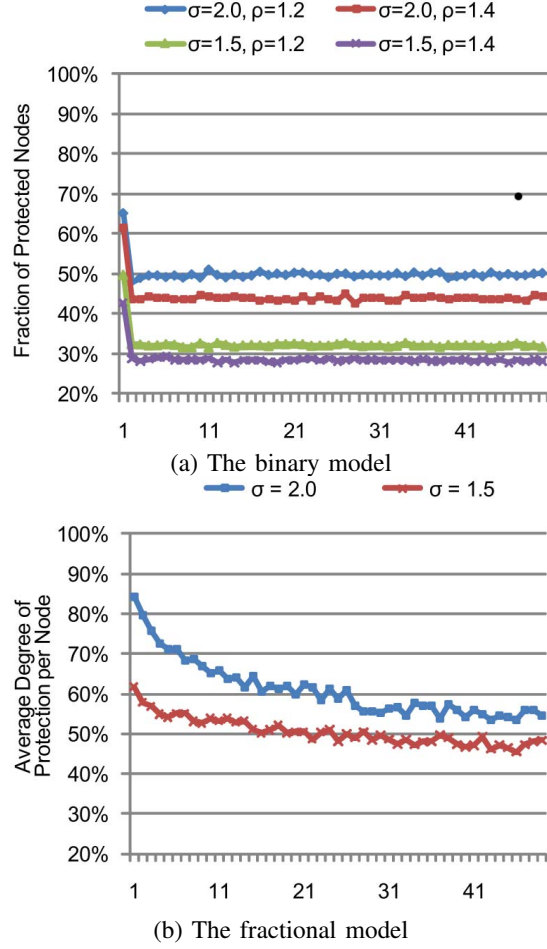 σ=2.0, ρ=1.2 σ=2.0, ρ=1.4
σ=1.5, ρ=1.2 σ=1.5, ρ=1.4
Fraction of Protected Nodes
100%
90%
80%
70%
60%
50%
40%
30%
20%
1 11 21 31 41
(a) The binary model
σ = 2.0 σ = 1.5
Average Degree of
Protection per Node
100%
90%
80%
70%
60%
50%
40%
30%
20%
1 11 21 31 41
(b) The fractional model